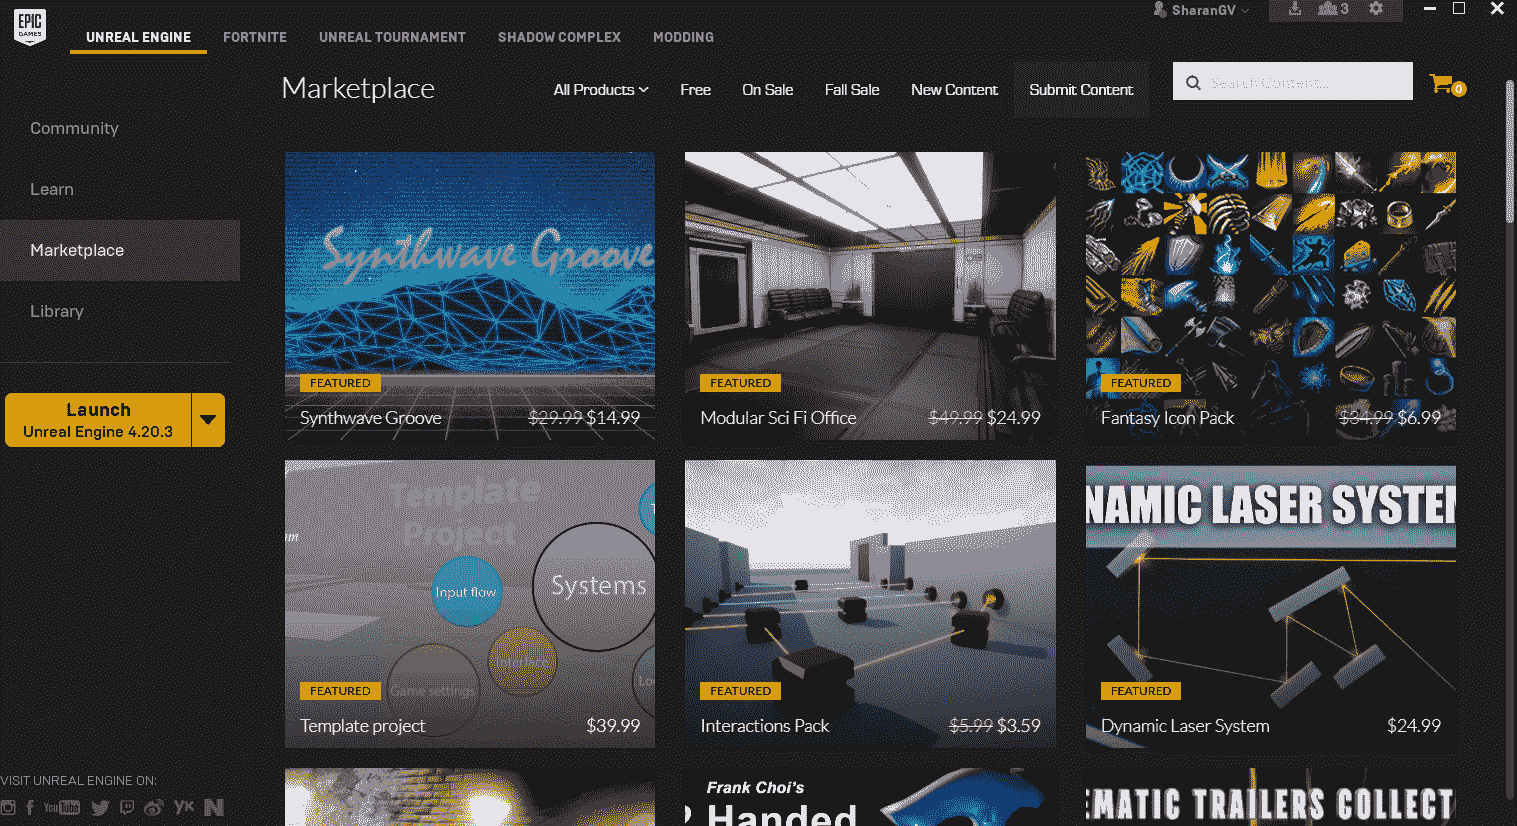 EPIC
GAMES
SharanGV
3
UNREAL ENGINE
FORTNITE
UNREAL TOURNAMENT
SHADOW COMPLEX
MODDING
Marketplace
All Products
Free
On Sale
Fall Sale
New Content
Submit Content
Search Content...
0
Community
Learn
Marketplace
Library
Launch
Unreal Engine 4.20.3
Synthwave Groove
FEATURED
Synthwave Groove
$29.99 $14.99
FEATURED
Modular Sci Fi Office
$49.99 $24.99
FEATURED
Fantasy Icon Pack
$34.99 $6.99
Template
Project
Systems
Input flow
Interface
Game settings
FEATURED
Template project
$39.99
FEATURED
Interactions Pack
$5.99 $3.59
NAMIC LASER SYSTEM
FEATURED
Dynamic Laser System
$24.99
Frank Choi's
2 Handed
EMATIC TRAILERS COLLECT
VISIT UNREAL ENGINE ON:
YouTube